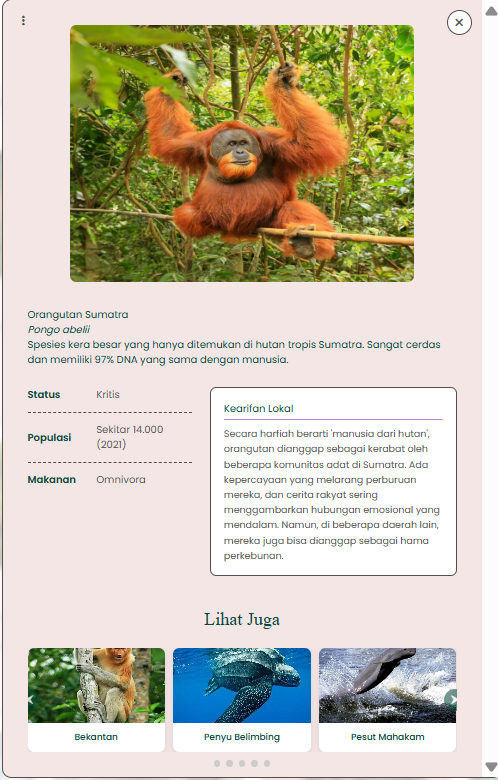 Orangutan Sumatra
Pongo abelii
Spesies kera besar yang hanya ditemukan di hutan tropis Sumatra. Sangat cerdas
dan memiliki 97% DNA yang sama dengan manusia.
Status Kritis
Populasi Sekitar 14.000
(2021)
Makanan Omnivora
Kearifan Lokal
Secara harfiah berarti 'manusia dari hutan',
orangutan dianggap sebagai kerabat oleh
beberapa komunitas adat di Sumatra. Ada
kepercayaan yang melarang perburuan
mereka, dan cerita rakyat sering
menggambarkan hubungan emosional yang
mendalam. Namun, di beberapa daerah lain,
mereka juga bisa dianggap sebagai hama
perkebunan.
Lihat Juga
Bekantan
Penyu Belimbing
Pesut Mahakam